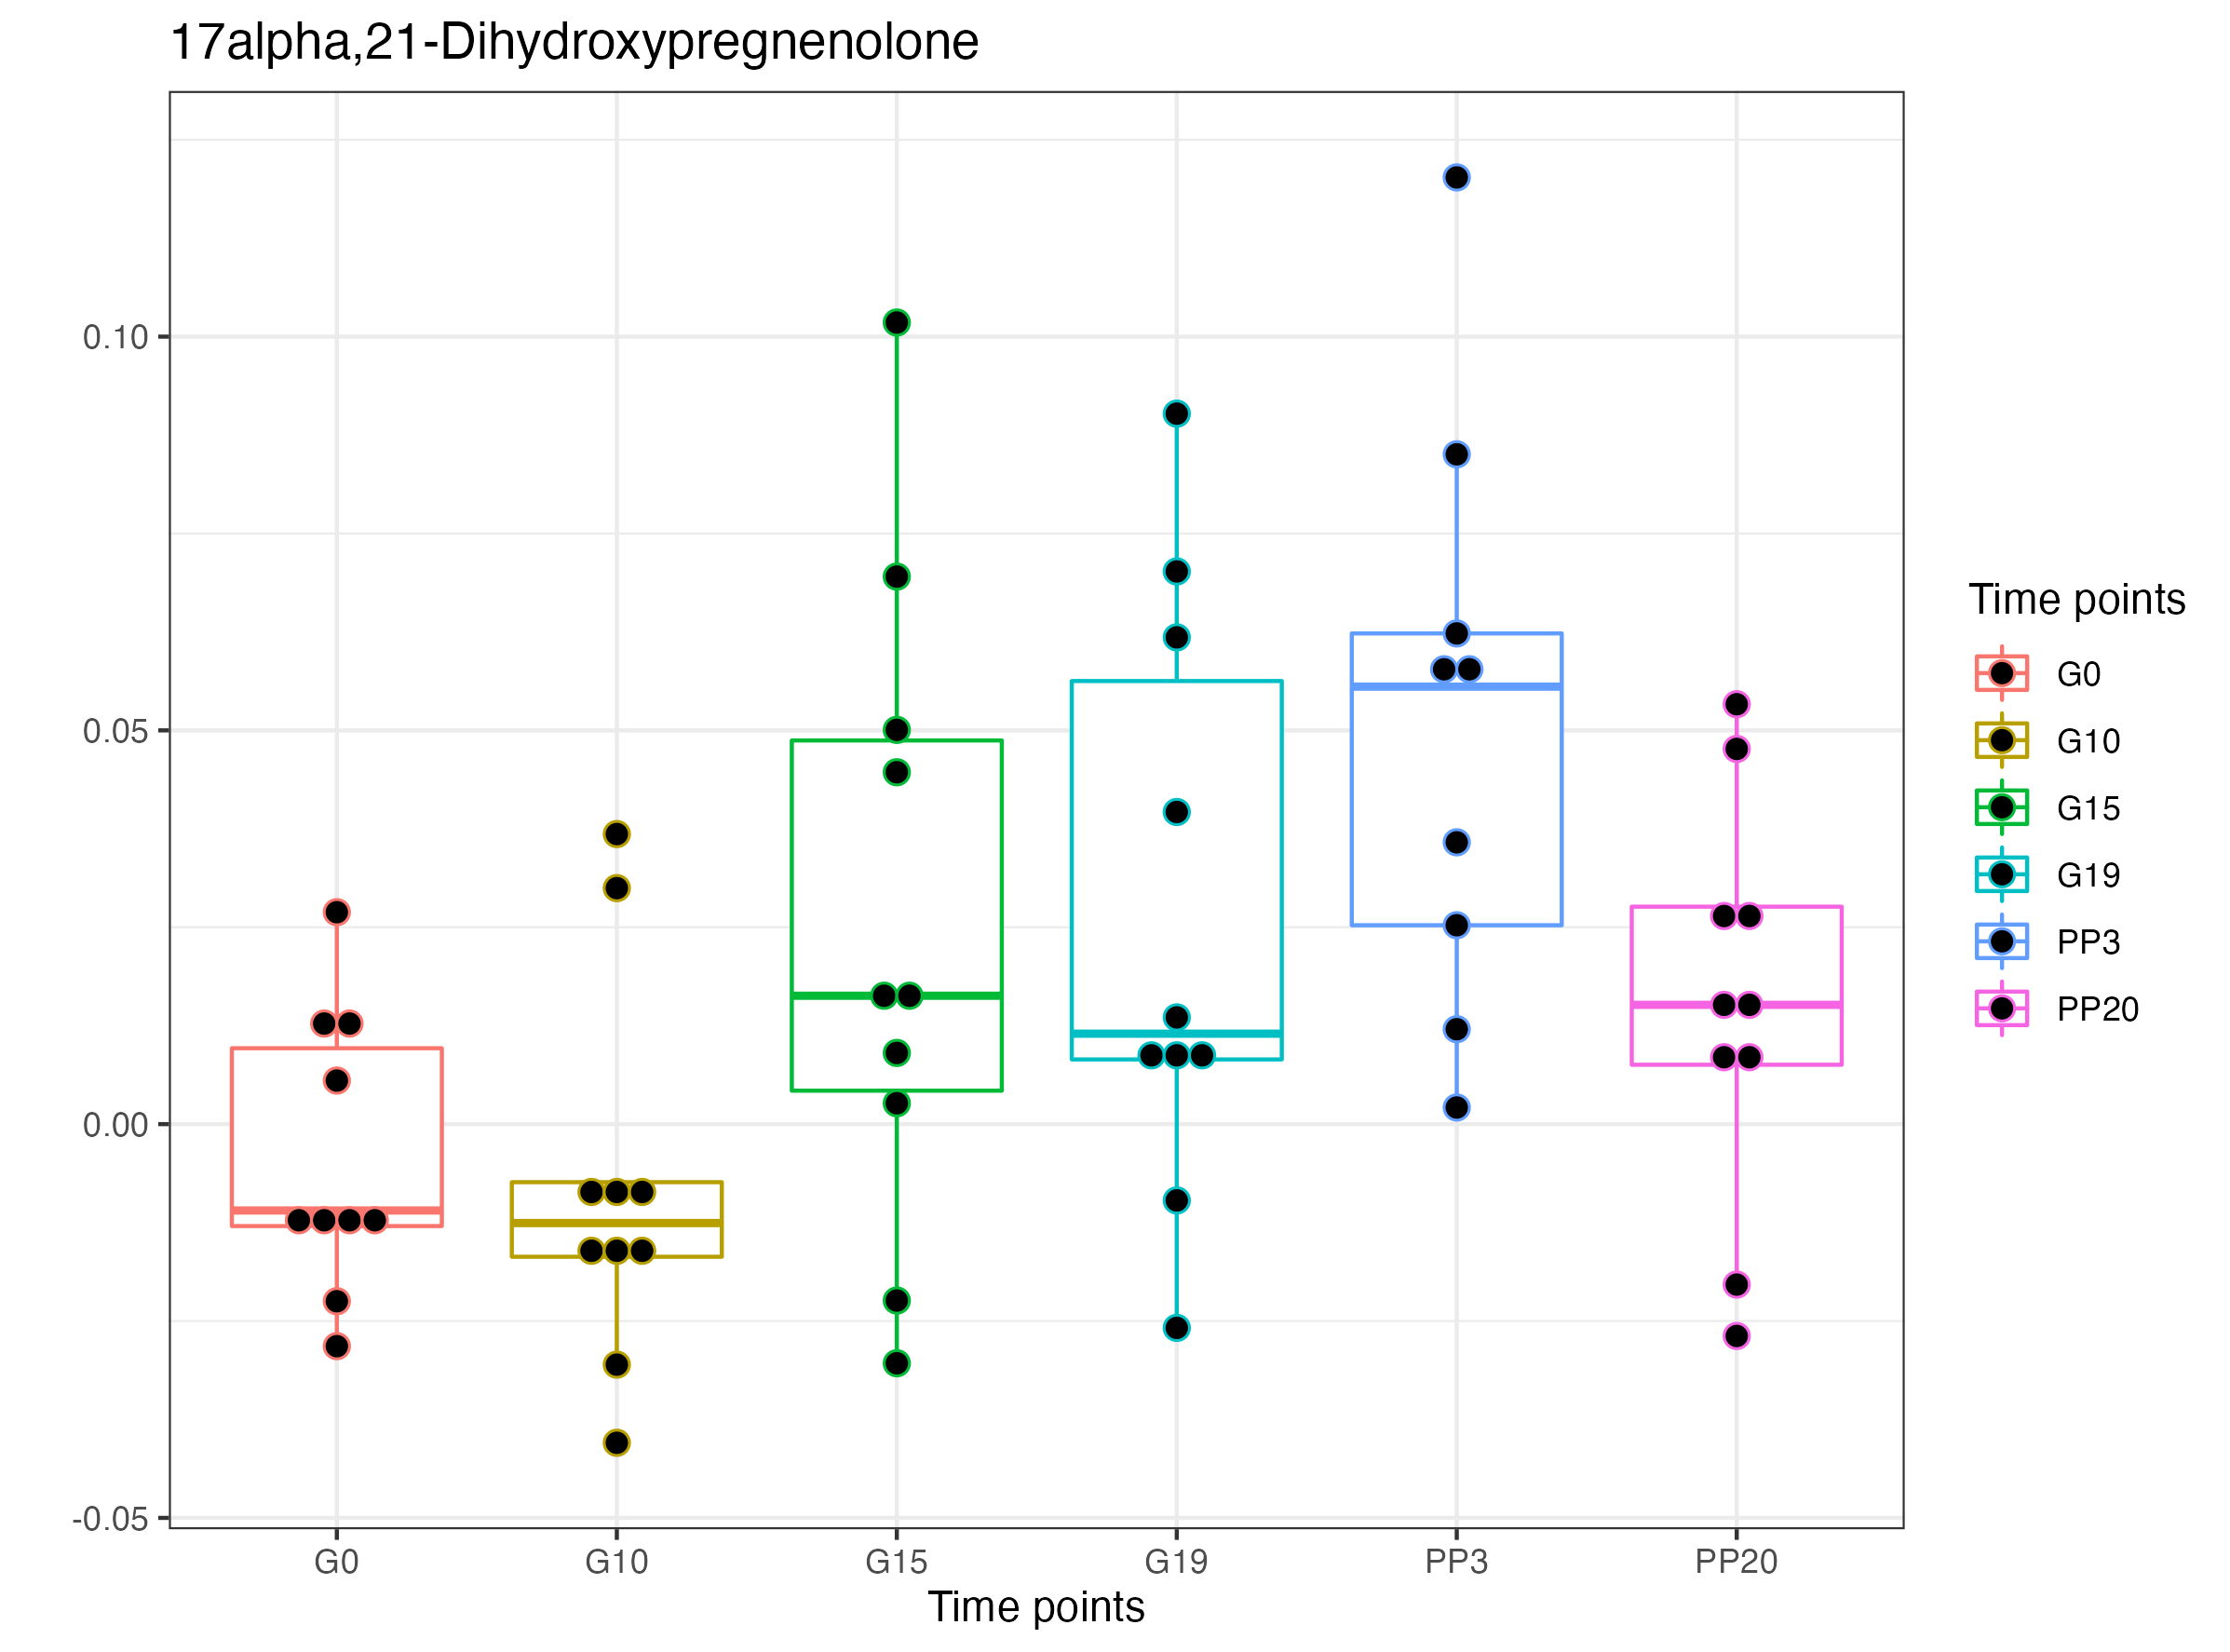 17alpha,21-Dihydroxypregnenolone
0.10
0.05
0.00
-0.05
G0 G10 G15 G19 PP3 PP20
Time points
Time points
G0
G10
G15
G19
PP3
PP20